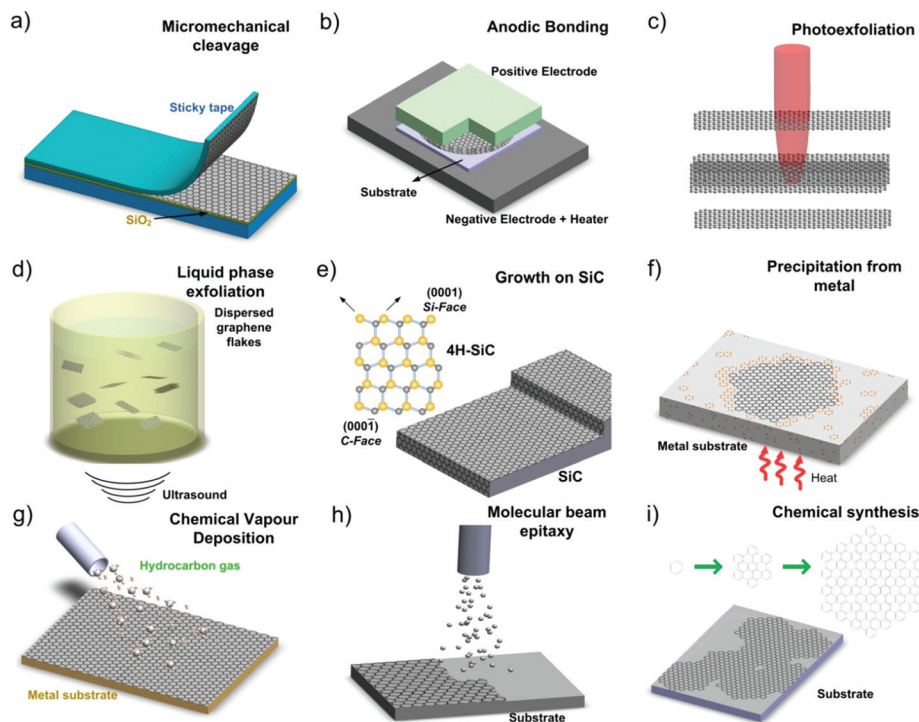 a)
Micromechanical
cleavage
Sticky tape
SiO₂
b)
Anodic Bonding
Positive Electrode
Substrate
Negative Electrode + Heater
c)
Photoexfoliation
d)
Liquid phase
exfoliation
Dispersed
graphene
flakes
Ultrasound
e)
Growth on SiC
(0001)
Si-Face
4H-SiC
(0001̄)
C-Face
SiC
f)
Precipitation from
metal
Metal substrate
Heat
g)
Chemical Vapour
Deposition
Hydrocarbon gas
Metal substrate
h)
Molecular beam
epitaxy
Substrate
i)
Chemical synthesis
Substrate